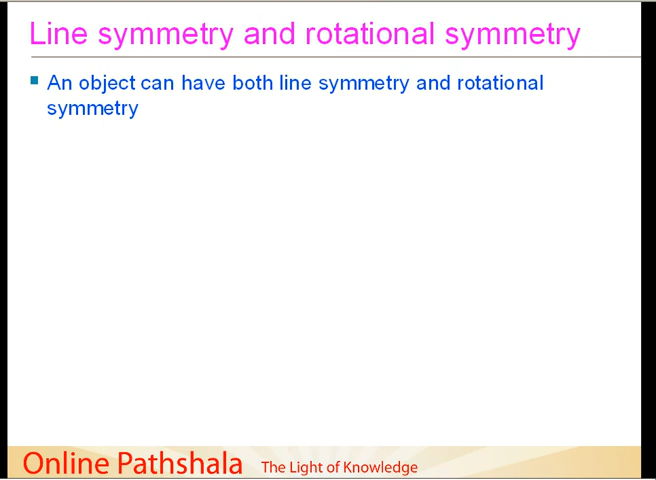 Line symmetry and rotational symmetry
An object can have both line symmetry and rotational
symmetry
Online Pathshala The Light of Knowledge